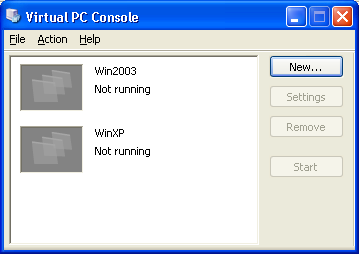 Virtual PC Console
File Action Help
Win2003
Not running
WinXP
Not running
New...
Settings
Remove
Start